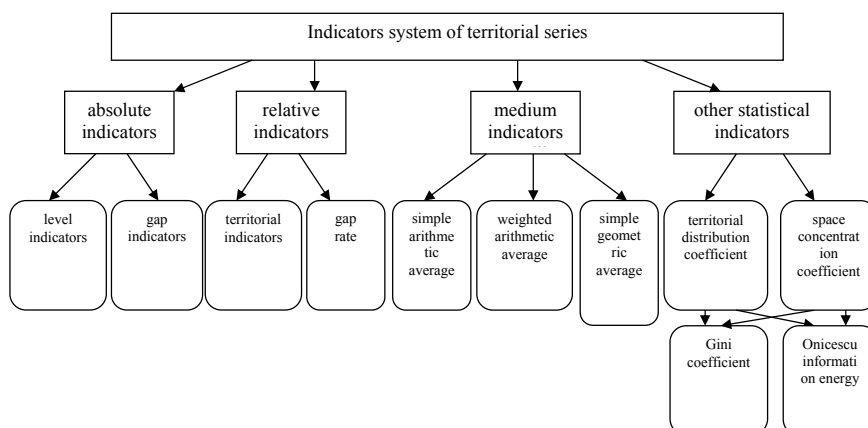 Indicators system of territorial series
absolute
indicators
relative
indicators
medium
indicators
other statistical
indicators
level
indicators
gap
indicators
territorial
indicators
gap
rate
simple
arithme
tic
average
weighted
arithmetic
average
simple
geomet
ric
average
territorial
distribution
coefficient
space
concentrat
ion
coefficient
Gini
coefficient
Onicescu
informati
on energy